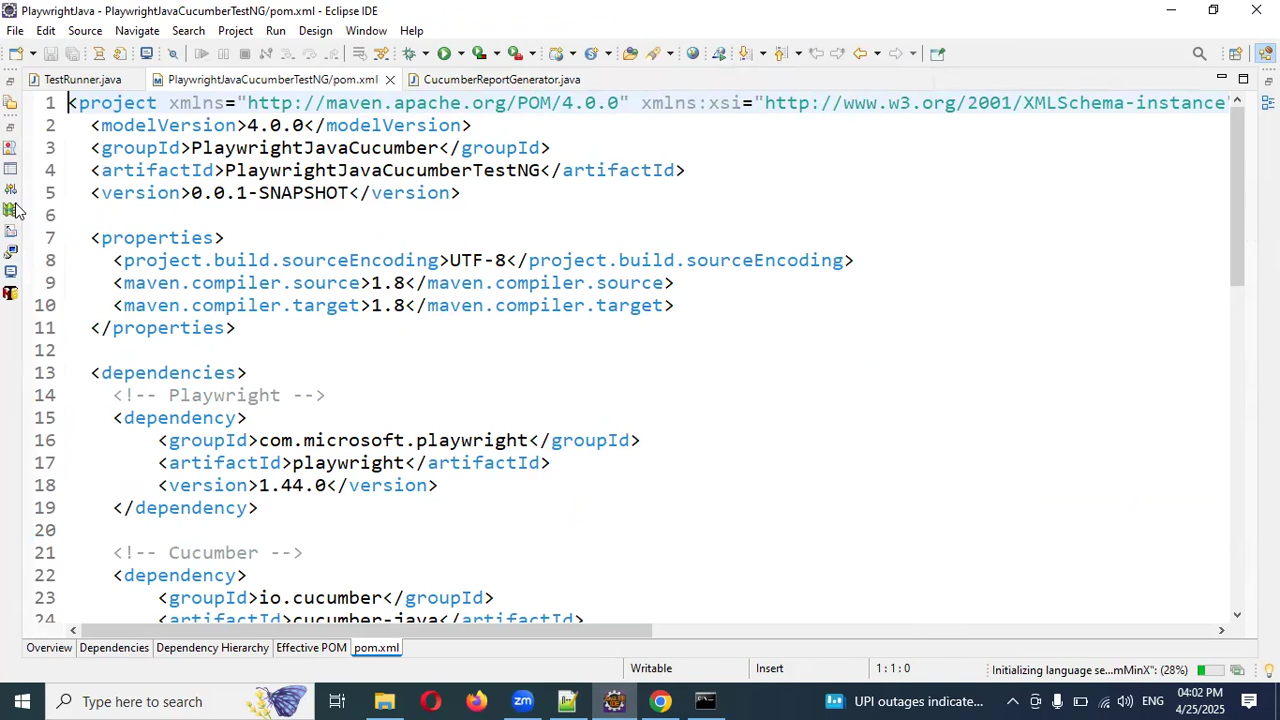 PlaywrightJava - PlaywrightJavaCucumberTestNG/pom.xml - Eclipse IDE
File Edit Source Navigate Search Project Run Design Window Help
TestRunner.java PlaywrightJavaCucumberTestNG/pom.xml CucumberReportGenerator.java
1 <project xmlns="http://maven.apache.org/POM/4.0.0" xmlns:xsi="http://www.w3.org/2001/XMLSchema-instance"
2 <modelVersion>4.0.0</modelVersion>
3 <groupId>PlaywrightJavaCucumber</groupId>
4 <artifactId>PlaywrightJavaCucumberTestNG</artifactId>
5 <version>0.0.1-SNAPSHOT</version>
6
7 <properties>
8 <project.build.sourceEncoding>UTF-8</project.build.sourceEncoding>
9 <maven.compiler.source>1.8</maven.compiler.source>
10 <maven.compiler.target>1.8</maven.compiler.target>
11 </properties>
12
13 <dependencies>
14 <!-- Playwright -->
15 <dependency>
16 <groupId>com.microsoft.playwright</groupId>
17 <artifactId>playwright</artifactId>
18 <version>1.44.0</version>
19 </dependency>
20
21 <!-- Cucumber -->
22 <dependency>
23 <groupId>io.cucumber</groupId>
24 <artifactId>cucumber-java</artifactId>
Overview Dependencies Dependency Hierarchy Effective POM pom.xml
Writable Insert 1 : 1 : 0 Initializing language se...mMinX": (28%)
Type here to search UPI outages indicate... ENG 04:02 PM
4/25/2025